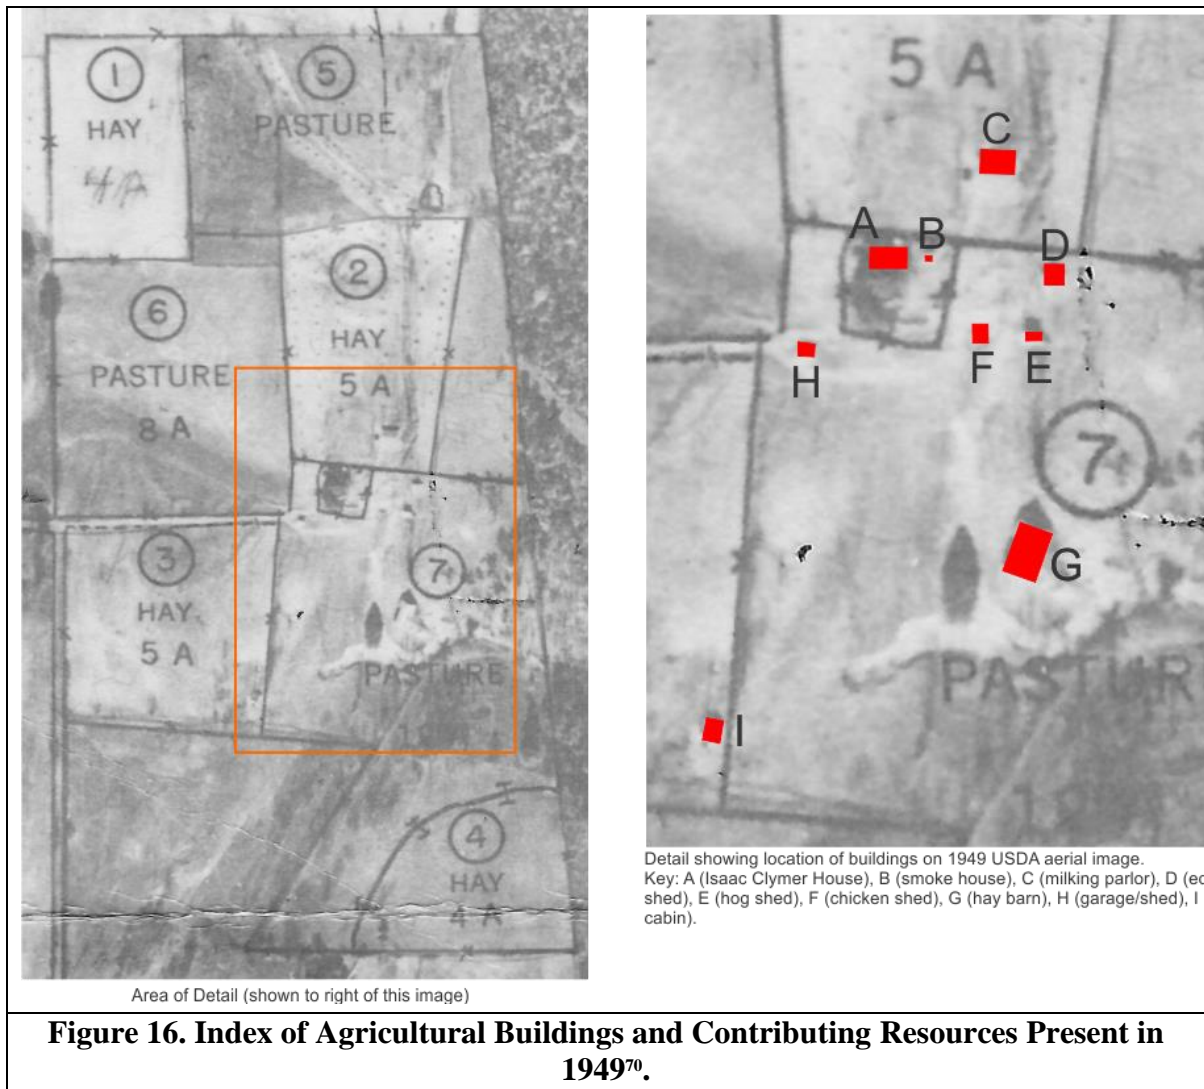 1
HAY
4A
5
PASTURE
2
HAY
5 A
6
PASTURE
8 A
3
HAY
5 A
7
PASTURE
4
HAY
4 A
Area of Detail (shown to right of this image)
5 A
C
A
B
D
F
E
H
7
G
PASTUR
I
Detail showing location of buildings on 1949 USDA aerial image.
Key: A (Isaac Clymer House), B (smoke house), C (milking parlor), D (ec
shed), E (hog shed), F (chicken shed), G (hay barn), H (garage/shed), I
cabin).
Figure 16. Index of Agricultural Buildings and Contributing Resources Present in
1949⁷⁰.